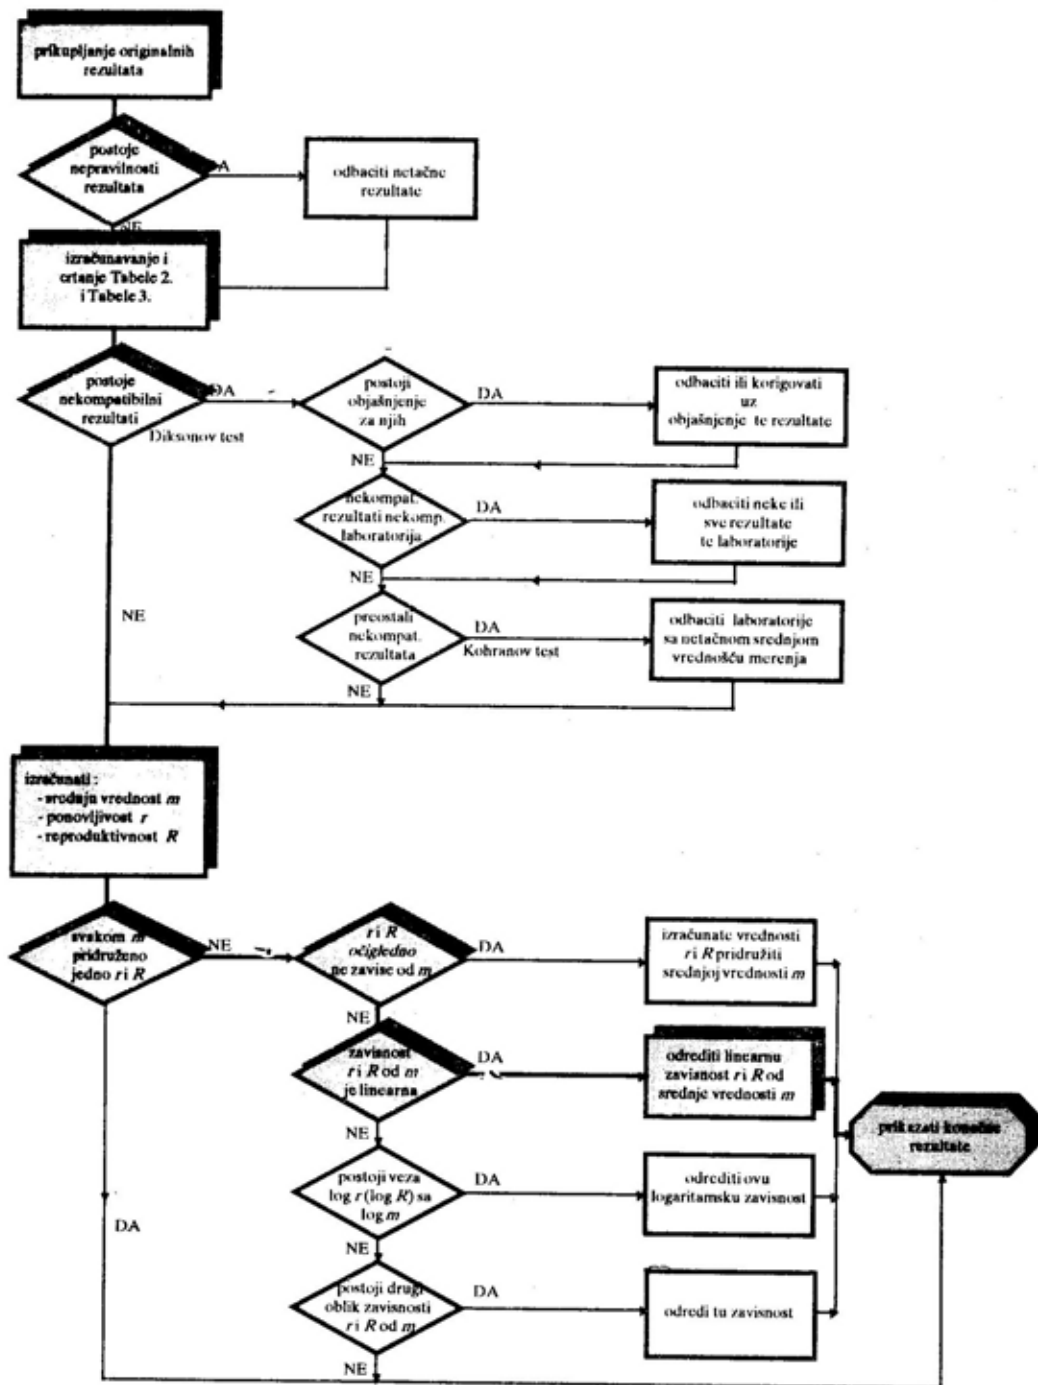 prikupljanje originalnih
rezultata
postoje
nepravilnosti
rezultata
A
odbaciti netačne
rezultate
NE
izračunavanje i
crtanje Tabele 2.
i Tabele 3.
postoje
nekompatibilni
rezultati
DA
Diksonov test
postoji
objašnjenje
za njih
DA
odbaciti ili korigovati
uz
objašnjenje te rezultate
NE
nekompat.
rezultati nekomp.
laboratorija
DA
odbaciti neke ili
sve rezultate
te laboratorije
NE
preostali
nekompat.
rezultata
DA
Kohranov test
odbaciti laboratorije
sa netačnom srednjom
vrednošću merenja
NE
NE
izračunati :
- srednju vrednost m
- ponovljivost r
- reproduktivnost R
svakom m
pridruženo
jedno r i R
NE
r i R
očigledno
ne zavise od m
DA
izračunate vrednosti
r i R pridružiti
srednjoj vrednosti m
NE
zavisnost
r i R od m
je linearna
DA
odrediti linearnu
zavisnost r i R od
srednje vrednosti m
prikazati konačne
rezultate
NE
postoji veza
log r (log R) sa
log m
DA
odrediti ovu
logaritamsku zavisnost
DA
NE
postoji drugi
oblik zavisnosti
r i R od m
DA
odredi tu zavisnost
NE